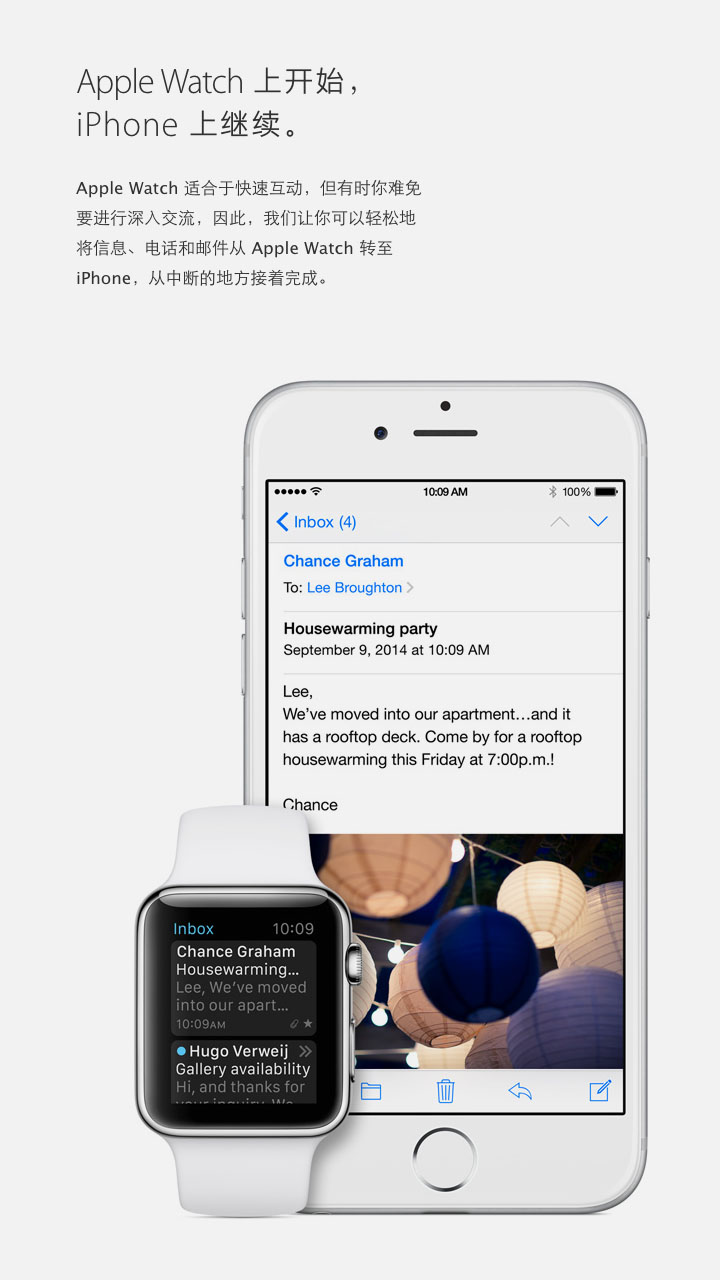 Apple Watch 上开始，
iPhone 上继续。
Apple Watch 适合于快速互动，但有时你难免
要进行深入交流，因此，我们让你可以轻松地
将信息、电话和邮件从 Apple Watch 转至
iPhone，从中断的地方接着完成。
10:09 AM
100%
Inbox (4)
Chance Graham
To: Lee Broughton
Housewarming party
September 9, 2014 at 10:09 AM
Lee,
We’ve moved into our apartment…and it
has a rooftop deck. Come by for a rooftop
housewarming this Friday at 7:00p.m.!
Chance
Inbox 10:09
Chance Graham
Housewarming...
Lee, We’ve moved
into our apart...
10:09AM
Hugo Verweij
Gallery availability
Hi, and thanks for
your inquiry. We